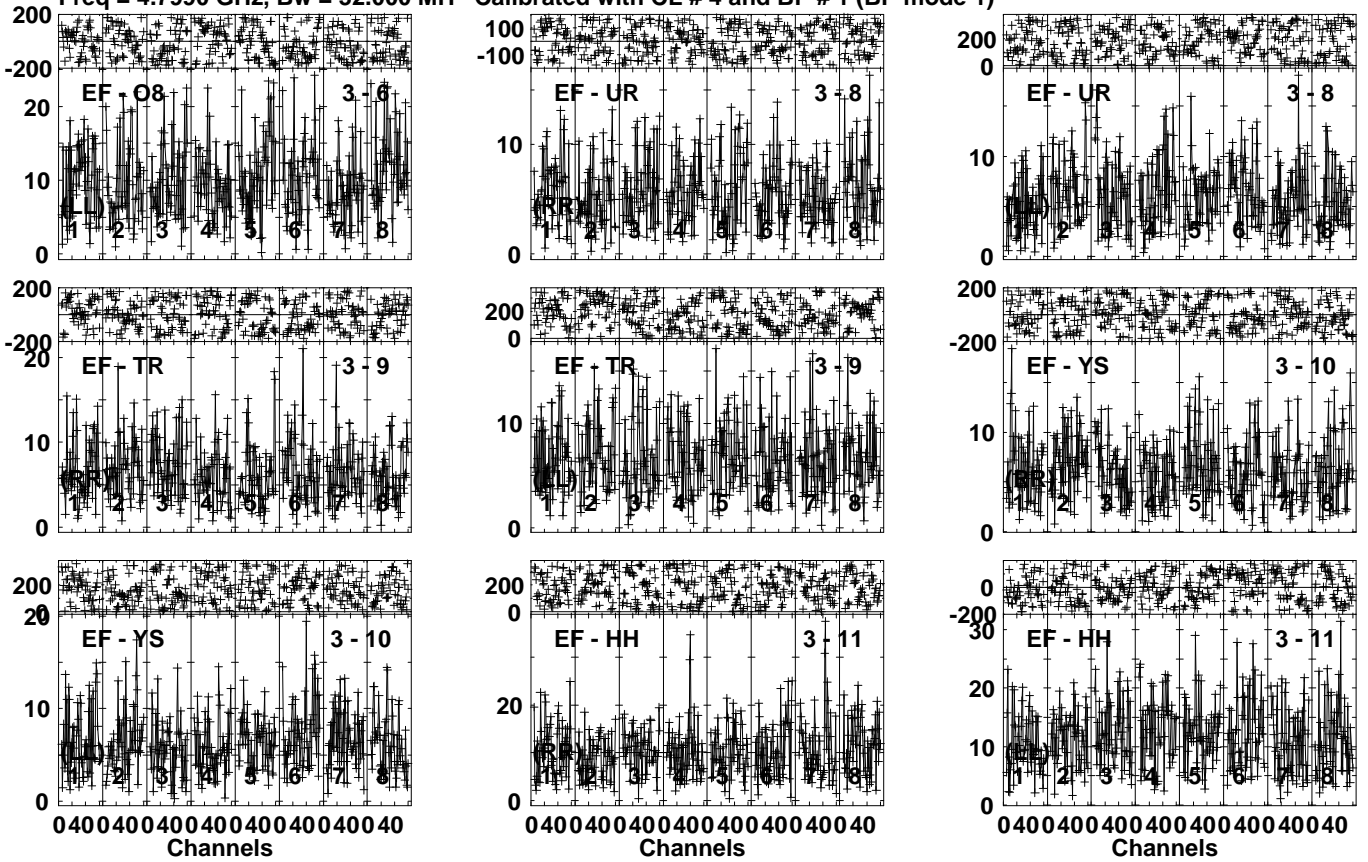 Freq = 4.7990 GHz, Bw = 32.000 MH Calibrated with CL # 4 and BP # 1 (BP mode 1)
200 -200 100 -100 200 0
EF - O8 3 - 6 EF - UR 3 - 8 EF - UR 3 - 8
20 10 0 10 0 10 0
(LL) (RR) (LL)
1 2 3 4 5 6 7 8 1 2 3 4 5 6 7 8 1 2 3 4 5 6 7 8
200 -200 200 0 200 -200
EF - TR 3 - 9 EF - TR 3 - 9 EF - YS 3 - 10
20 10 0 10 0 10 0
(RR) (LL) (RR)
1 2 3 4 5 6 7 8 1 2 3 4 5 6 7 8 1 2 3 4 5 6 7 8
200 0 200 0 0 -200
EF - YS 3 - 10 EF - HH 3 - 11 EF - HH 3 - 11
20 10 0 20 0 30 20 10 0
(LL) (RR) (LL)
1 2 3 4 5 6 7 8 1 2 3 4 5 6 7 8 1 2 3 4 5 6 7 8
0 40 0 40 0 40 0 40 0 40 0 40 0 40 0 40 0 40 0 40 0 40 0 40 0 40 0 40 0 40 0 40 0 40 0 40 0 40 0 40 0 40 0 40 0 40 0 40
Channels Channels Channels